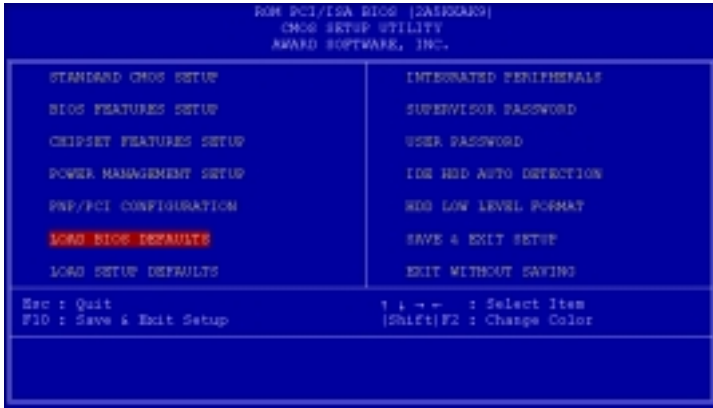 ROM PCI/ISA BIOS
CMOS SETUP UTILITY
AWARD SOFTWARE, INC.
STANDARD CMOS SETUP
BIOS FEATURES SETUP
CHIPSET FEATURES SETUP
POWER MANAGEMENT SETUP
PNP/PCI CONFIGURATION
LOAD BIOS DEFAULTS
LOAD SETUP DEFAULTS
INTEGRATED PERIPHERALS
SUPERVISOR PASSWORD
USER PASSWORD
IDE HDD AUTO DETECTION
HDD LOW LEVEL FORMAT
SAVE & EXIT SETUP
EXIT WITHOUT SAVING
Esc : Quit
F10 : Save & Exit Setup
↑ ↓ → ← : Select Item
(Shift)F2 : Change Color